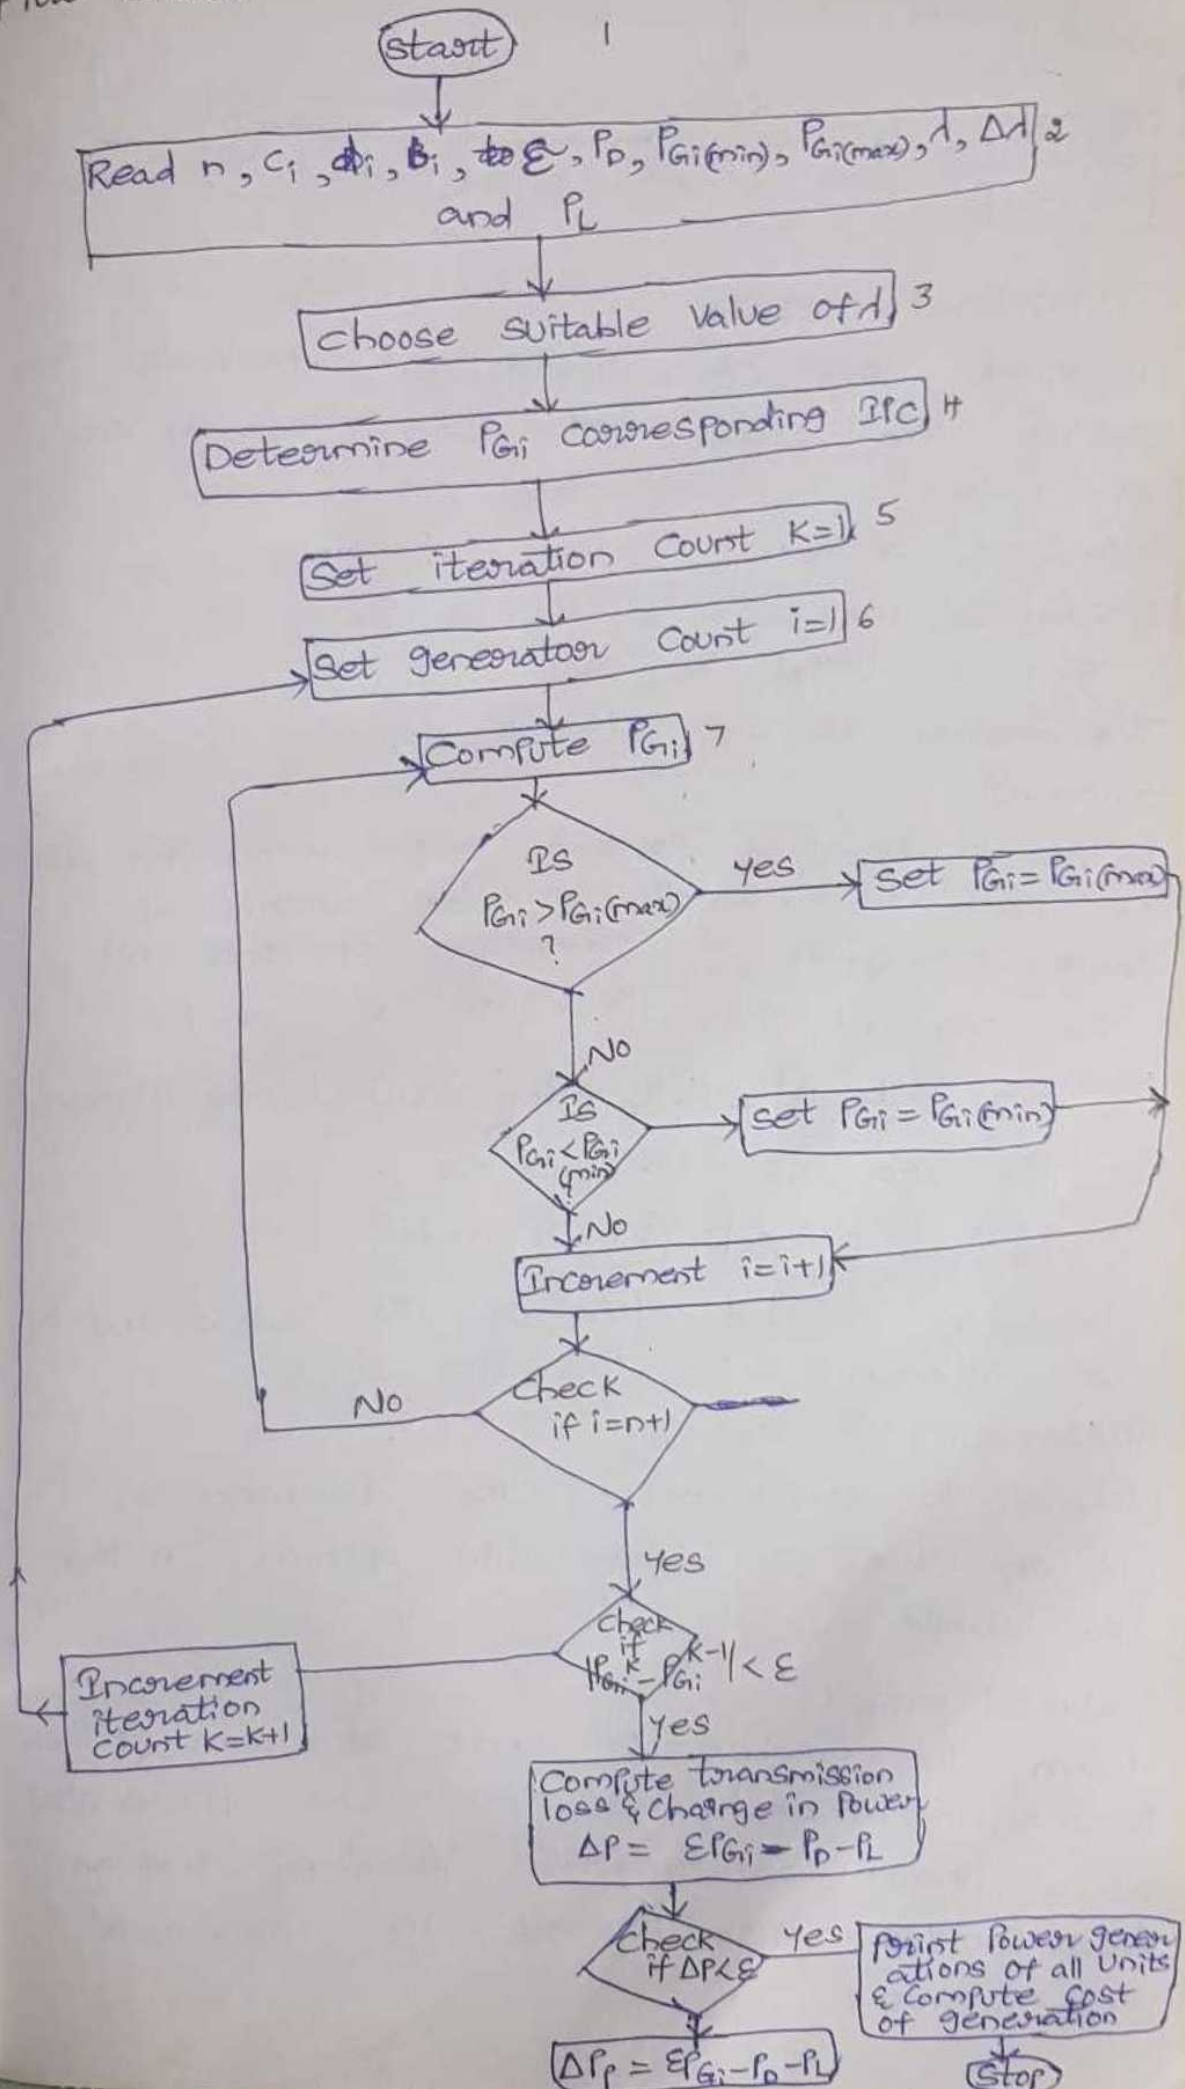 Start 1
Read n, Ci, di, Bi, ε, PD, PGi(min), PGi(max), λ, Δλ 2
and PL
choose suitable value of λ 3
Determine PGi corresponding IPC 4
Set iteration Count K=1 5
Set generator Count i=1 6
Compute PGi 7
IS
PGi > PGi(max)
?
yes
set PGi = PGi(max)
No
IS
PGi < PGi
(min)
?
set PGi = PGi(min)
No
Increment i=i+1
Check
if i=n+1
No
yes
Check
if
|PGi^K - PGi^K-1| < ε
Increment
iteration
count K=K+1
yes
Compute transmission
loss & Change in Power
ΔP = ΣPGi - PD - PL
Check
if ΔP<ε
yes
print Power gener
ations of all units
& compute cost
of generation
ΔPp = ΣPGi - PD - PL
Stop